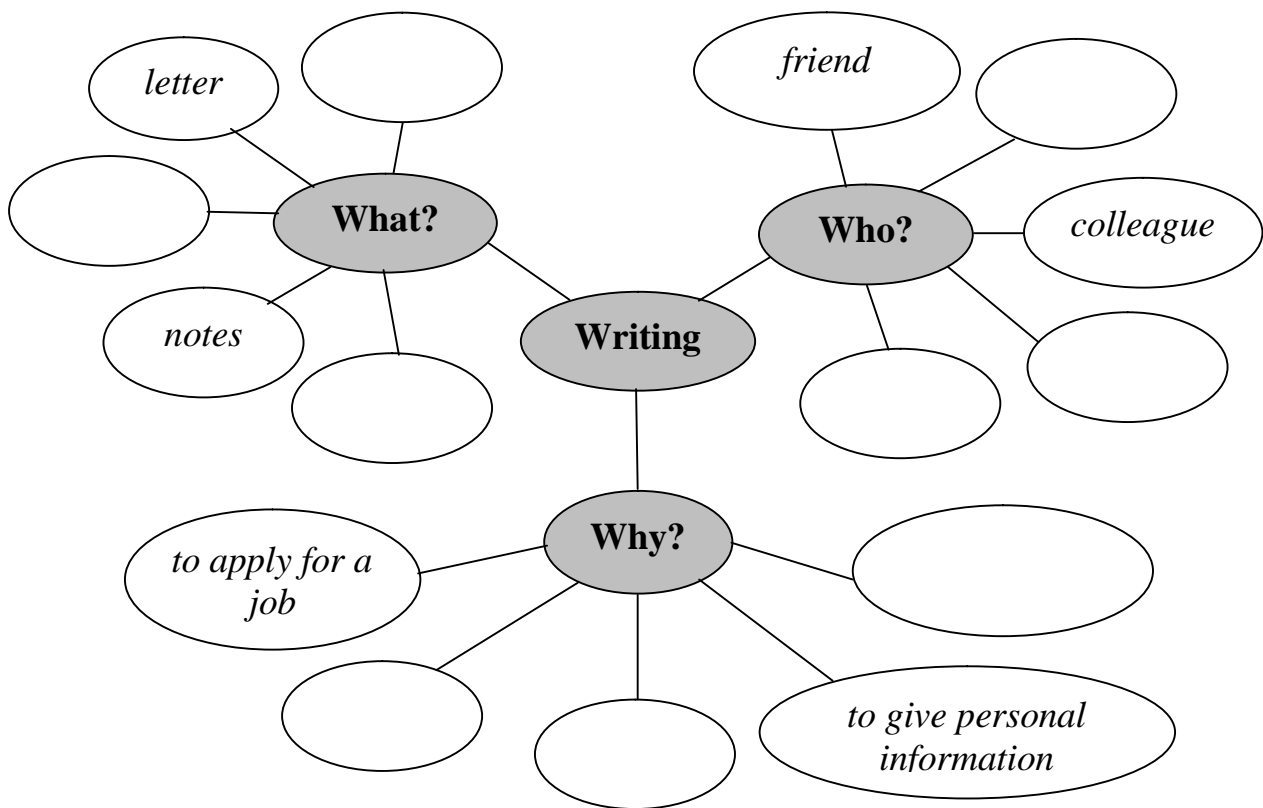 letter
friend
What?
Who?
colleague
notes
Writing
Why?
to apply for a
job
to give personal
information